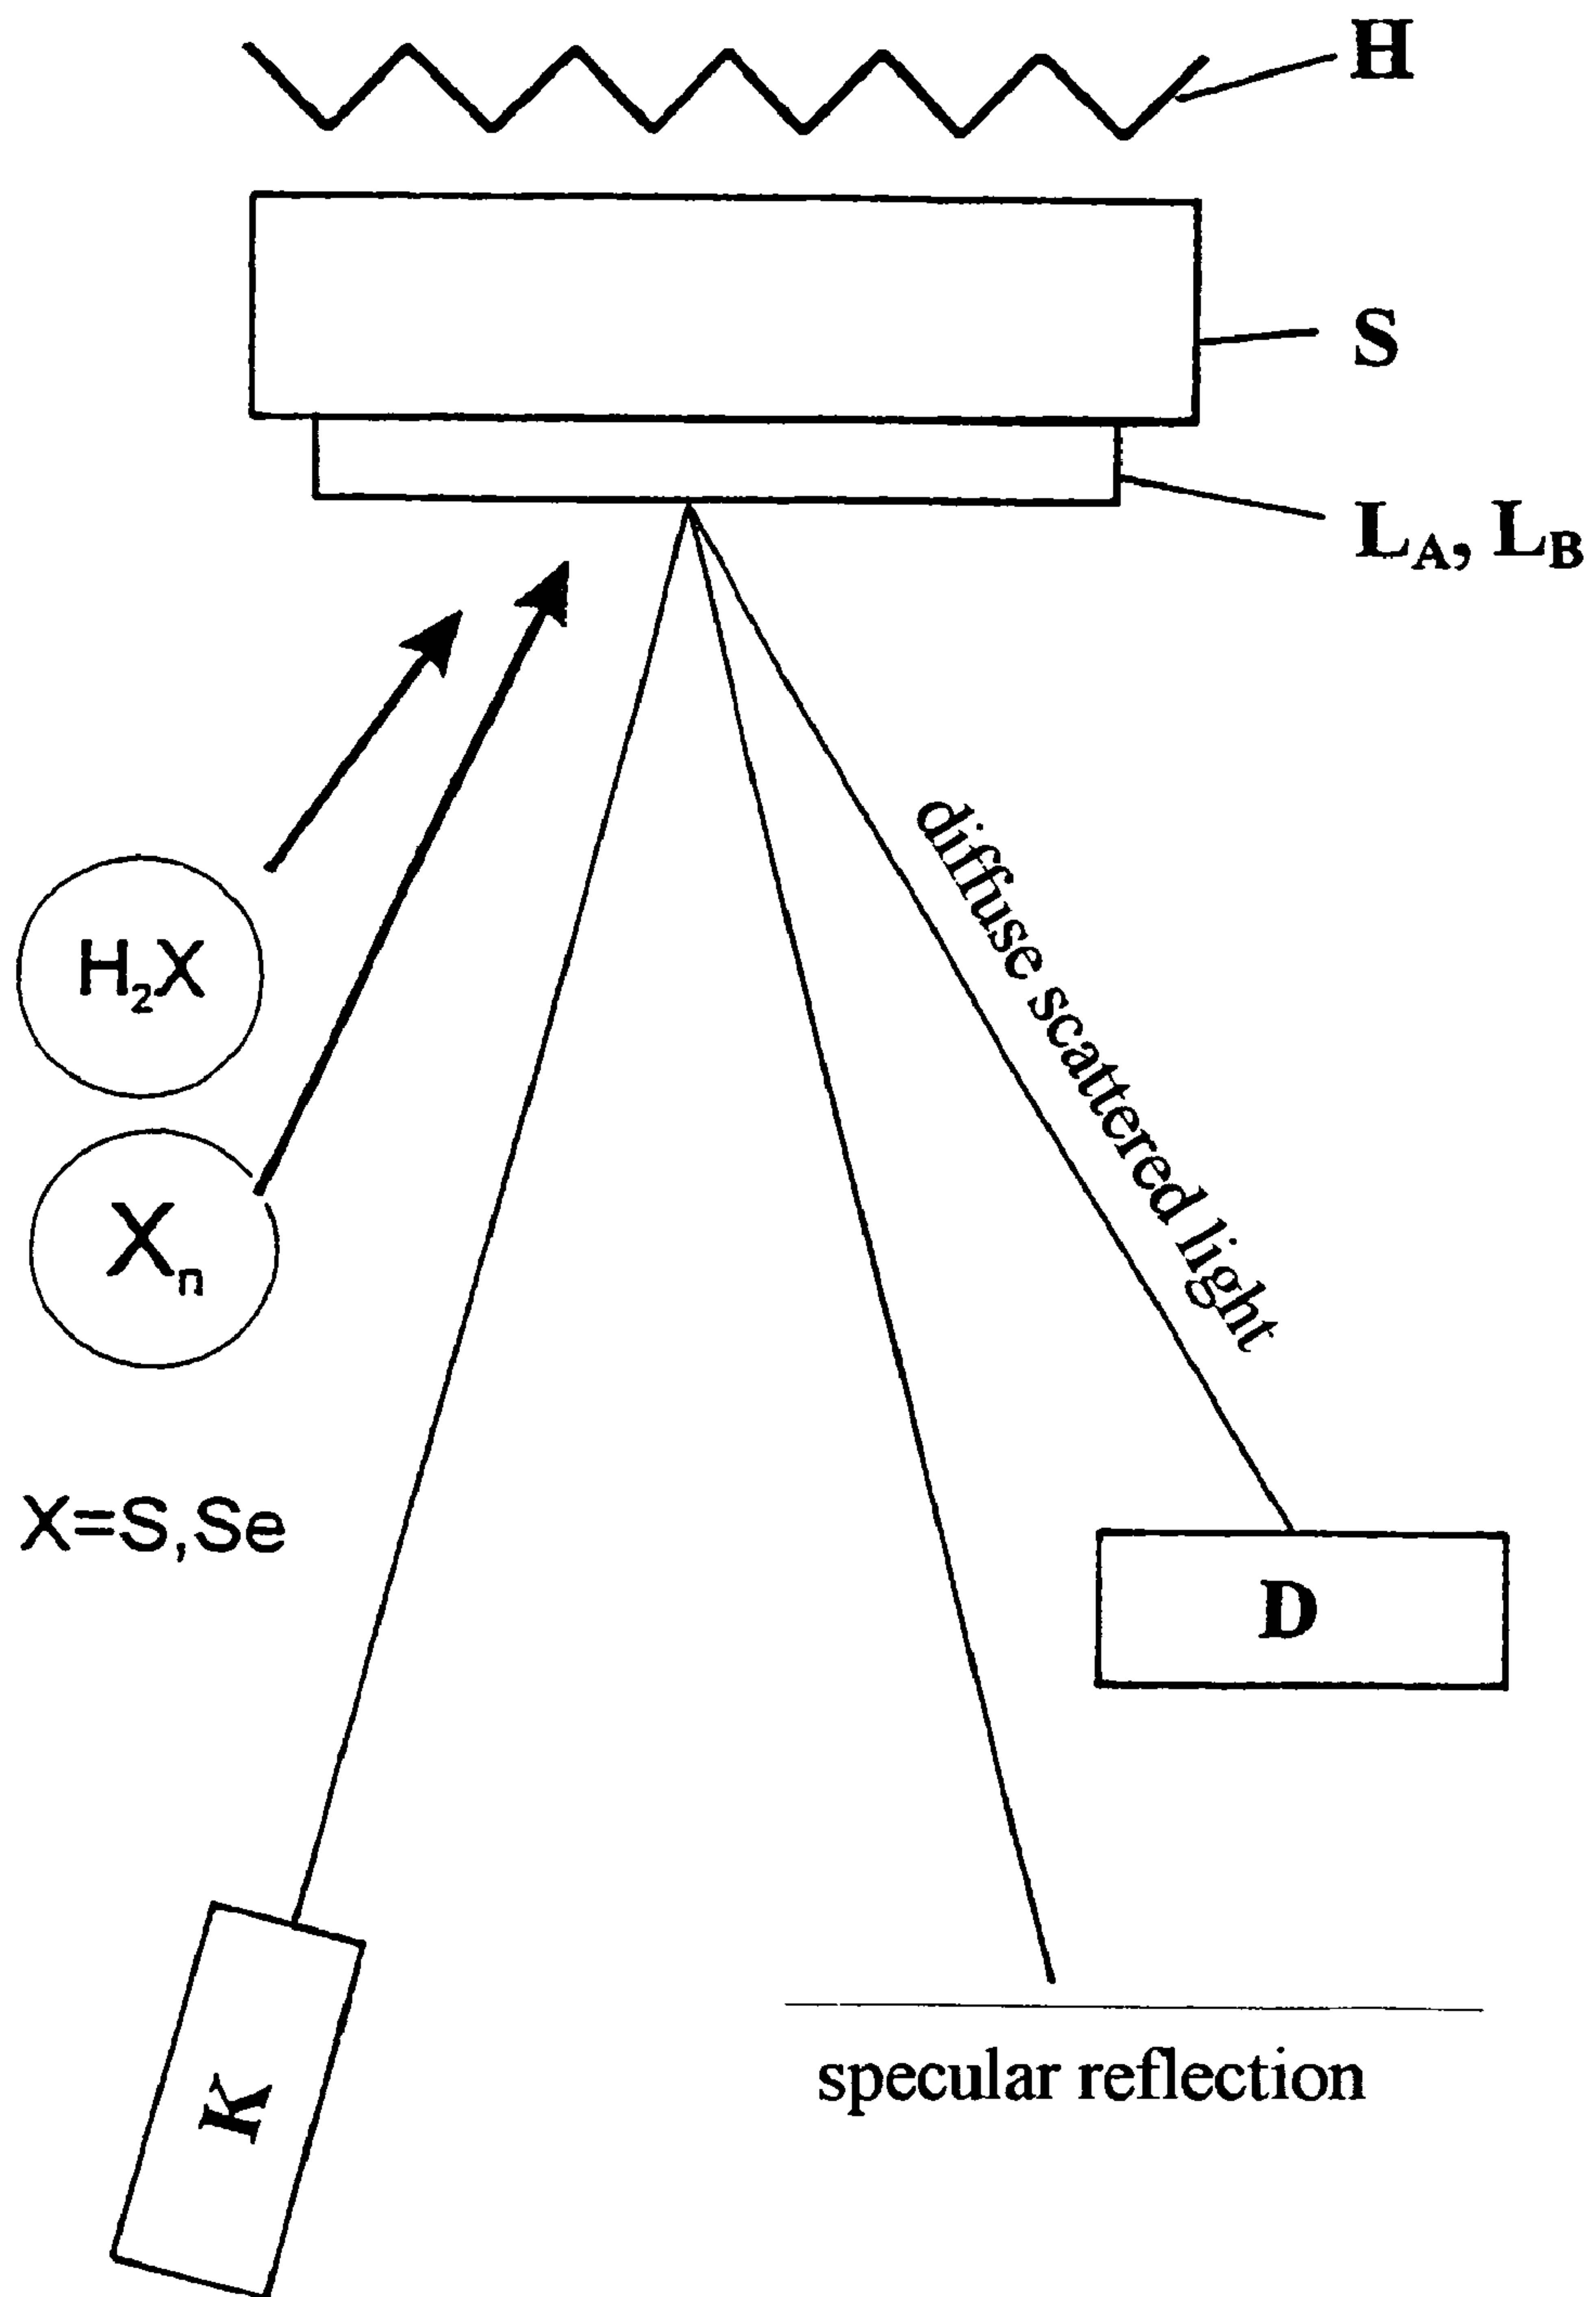 H
S
L_A, L_B
H₂X
diffuse scattered light
Xₙ
X=S,Se
D
K
specular reflection